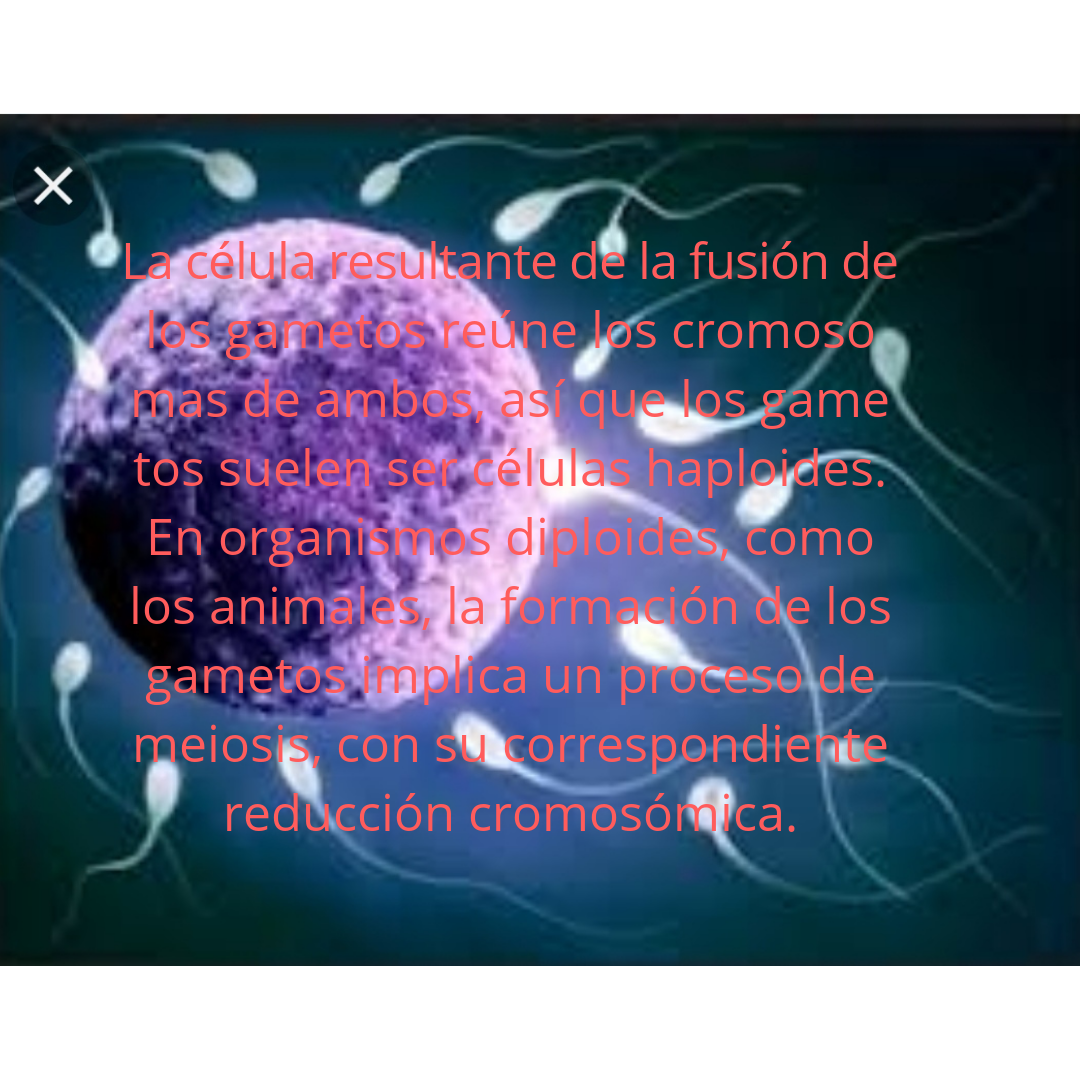 La célula resultante de la fusión de
los gametos reúne los cromoso
mas de ambos, así que los game
tos suelen ser células haploides.
En organismos diploides, como
los animales, la formación de los
gametos implica un proceso de
meiosis, con su correspondiente
reducción cromosómica.